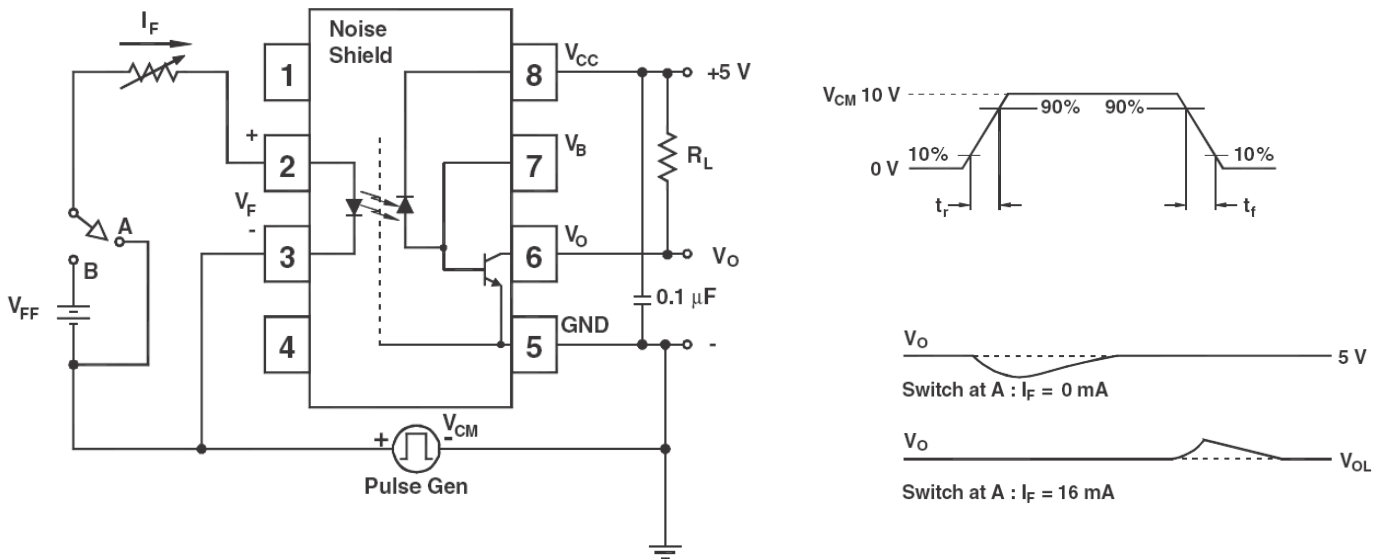 I_F
Noise
Shield
1
8
V_CC
+5 V
+
2
7
V_B
R_L
V_F
-
3
6
V_O
V_O
A
B
V_FF
4
5
GND
0.1 µF
-
+
V_CM
-
Pulse Gen
V_CM 10 V
90%
90%
10%
10%
0 V
t_r
t_f
V_O
5 V
Switch at A : I_F = 0 mA
V_O
V_OL
Switch at A : I_F = 16 mA